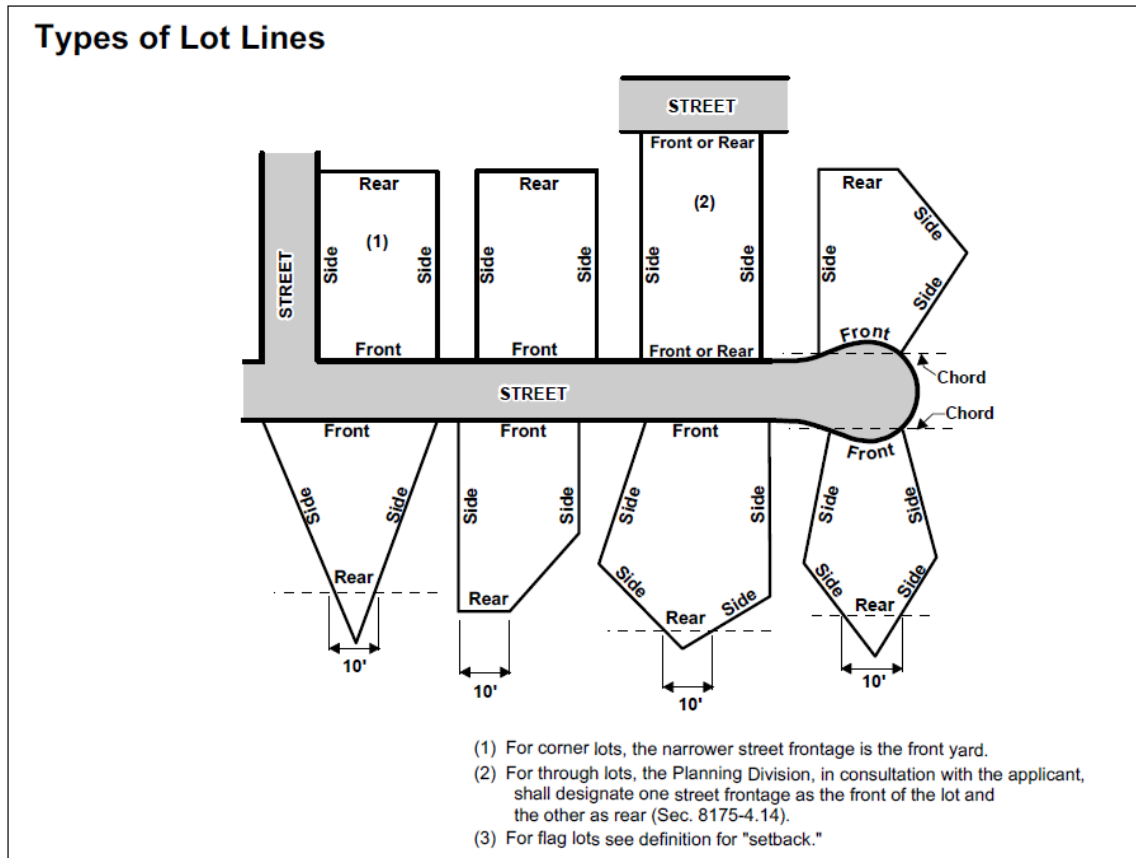 Types of Lot Lines
STREET
Front or Rear
Rear
Rear
(2)
Rear
Side
(1)
Side
Side
Side
Side
Side
Side
Side
Side
Side
STREET
Front
Front
Front or Rear
Front
Chord
STREET
Chord
Front
Front
Front
Front
Side
Side
Side
Side
Side
Side
Side
Side
Rear
Side
Side
Side
Side
Rear
Rear
Rear
10'
10'
10'
10'
(1) For corner lots, the narrower street frontage is the front yard.
(2) For through lots, the Planning Division, in consultation with the applicant,
shall designate one street frontage as the front of the lot and
the other as rear (Sec. 8175-4.14).
(3) For flag lots see definition for "setback."